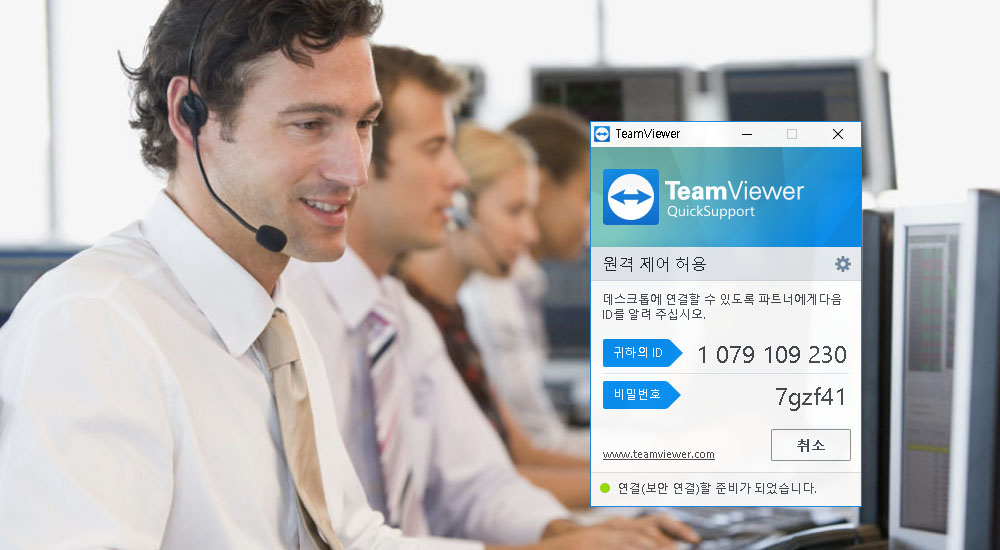 TeamViewer
TeamViewer
QuickSupport
원격 제어 허용
데스크톱에 연결할 수 있도록 파트너에게다음
ID를 알려 주십시오.
귀하의 ID 1 079 109 230
비밀번호 7gzf41
취소
www.teamviewer.com
연결(보안 연결)할 준비가 되었습니다.